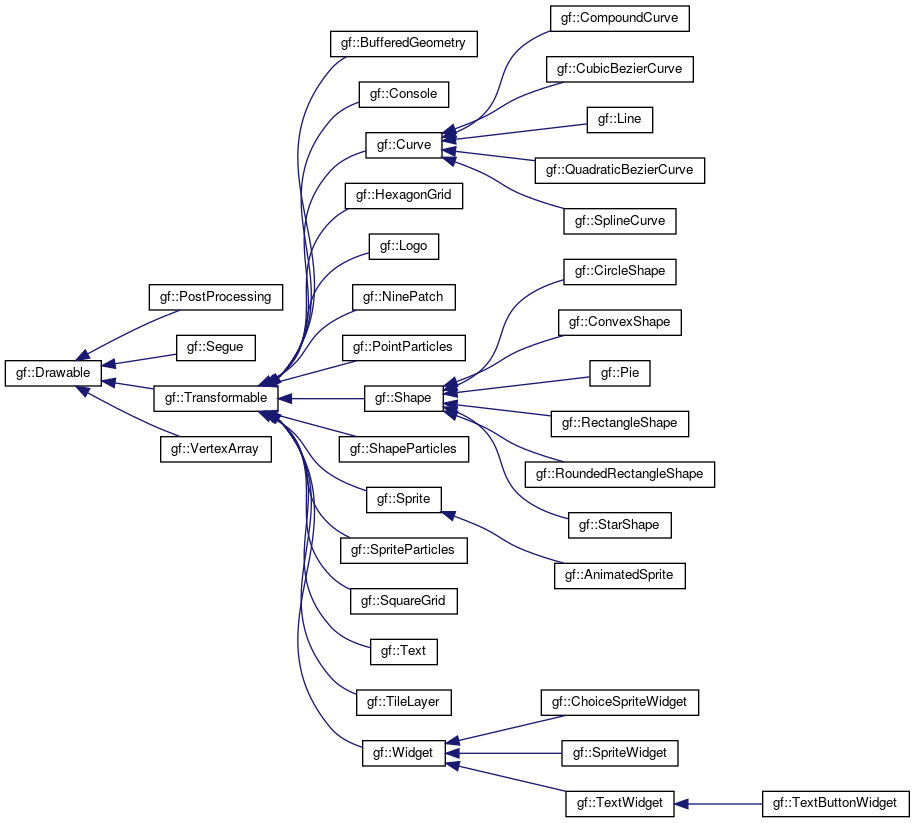 gf::CompoundCurve
gf::BufferedGeometry
gf::CubicBezierCurve
gf::Console
gf::Line
gf::Curve
gf::QuadraticBezierCurve
gf::HexagonGrid
gf::SplineCurve
gf::Logo
gf::CircleShape
gf::PostProcessing
gf::NinePatch
gf::ConvexShape
gf::Segue
gf::PointParticles
gf::Drawable
gf::Pie
gf::Transformable
gf::Shape
gf::RectangleShape
gf::VertexArray
gf::ShapeParticles
gf::RoundedRectangleShape
gf::Sprite
gf::StarShape
gf::SpriteParticles
gf::AnimatedSprite
gf::SquareGrid
gf::Text
gf::TileLayer
gf::ChoiceSpriteWidget
gf::Widget
gf::SpriteWidget
gf::TextWidget
gf::TextButtonWidget